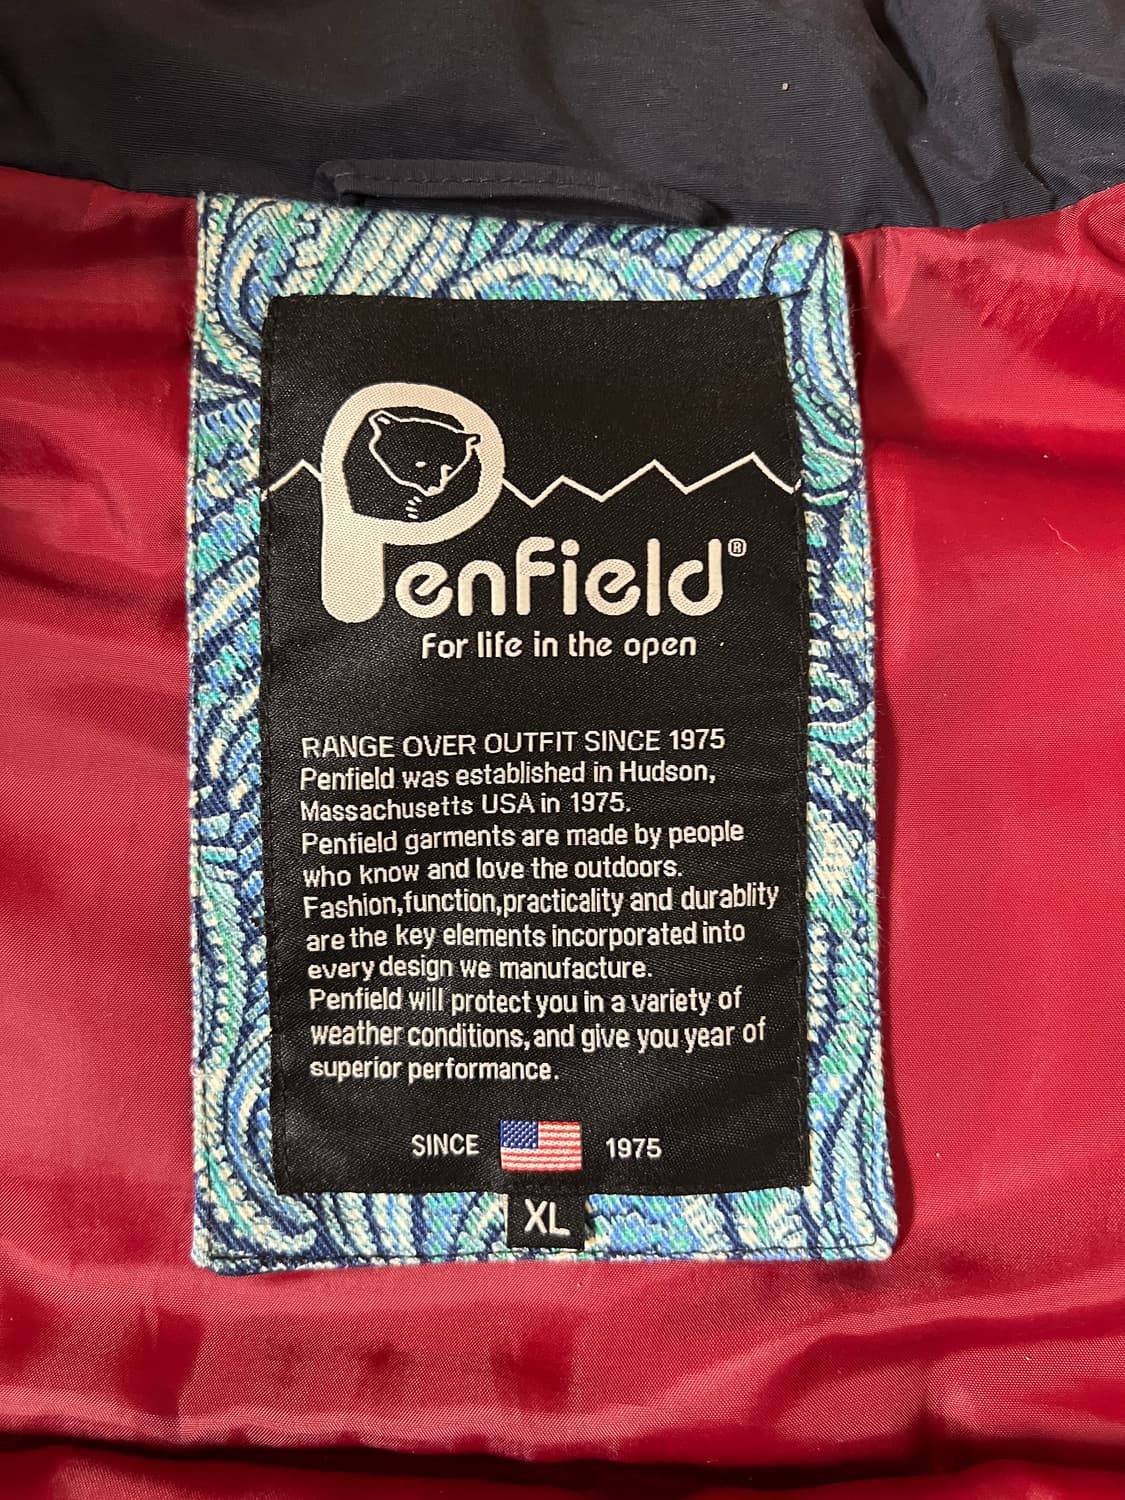 Penfield®
For life in the open
RANGE OVER OUTFIT SINCE 1975
Penfield was established in Hudson,
Massachusetts USA in 1975.
Penfield garments are made by people
who know and love the outdoors.
Fashion,function,practicality and durablity
are the key elements incorporated into
every design we manufacture.
Penfield will protect you in a variety of
weather conditions,and give you year of
superior performance.
SINCE 1975
XL